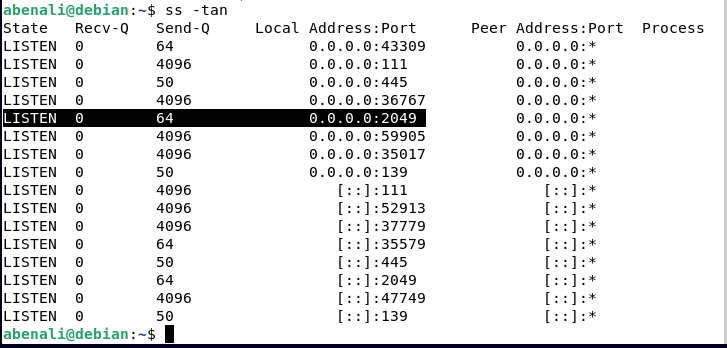 abenali@debian:~$ ss -tan
State Recv-Q Send-Q Local Address:Port Peer Address:Port Process
LISTEN 0 64 0.0.0.0:43309 0.0.0.0:*
LISTEN 0 4096 0.0.0.0:111 0.0.0.0:*
LISTEN 0 50 0.0.0.0:445 0.0.0.0:*
LISTEN 0 4096 0.0.0.0:36767 0.0.0.0:*
LISTEN 0 64 0.0.0.0:2049 0.0.0.0:*
LISTEN 0 4096 0.0.0.0:59905 0.0.0.0:*
LISTEN 0 4096 0.0.0.0:35017 0.0.0.0:*
LISTEN 0 50 0.0.0.0:139 0.0.0.0:*
LISTEN 0 4096 [::]:111 [::]:*
LISTEN 0 4096 [::]:52913 [::]:*
LISTEN 0 4096 [::]:37779 [::]:*
LISTEN 0 64 [::]:35579 [::]:*
LISTEN 0 50 [::]:445 [::]:*
LISTEN 0 64 [::]:2049 [::]:*
LISTEN 0 4096 [::]:47749 [::]:*
LISTEN 0 50 [::]:139 [::]:*
abenali@debian:~$